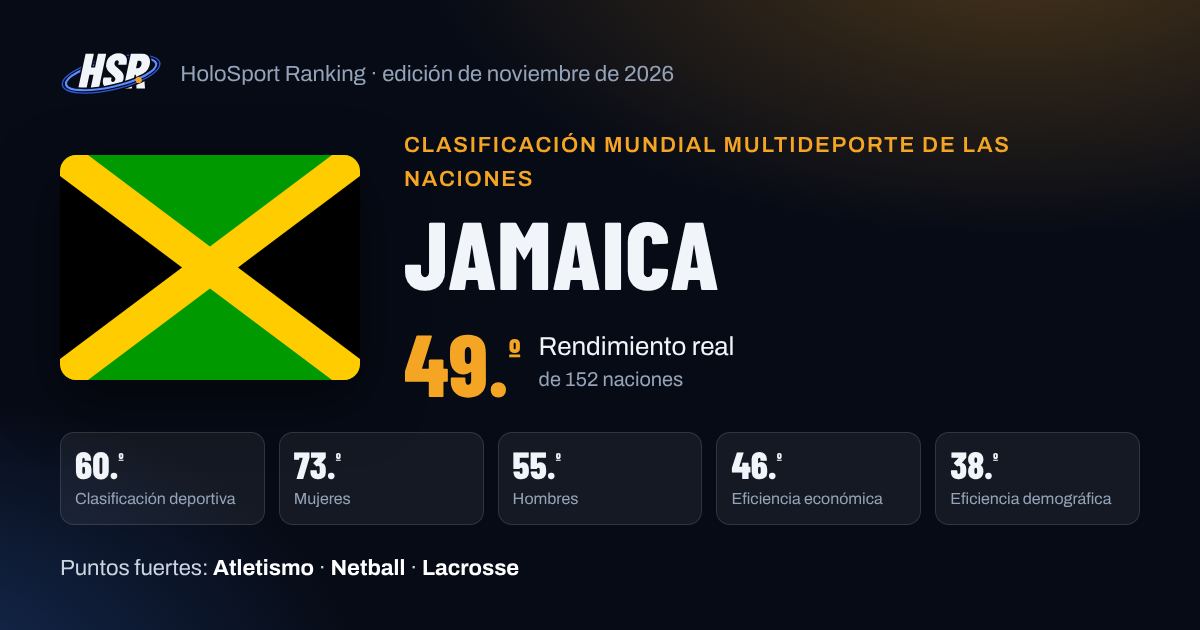 HSR
HoloSport Ranking · edición de noviembre de 2026
CLASIFICACIÓN MUNDIAL MULTIDEPORTE DE LAS
NACIONES
JAMAICA
49.º Rendimiento real
de 152 naciones
60.º
Clasificación deportiva
73.º
Mujeres
55.º
Hombres
46.º
Eficiencia económica
38.º
Eficiencia demográfica
Puntos fuertes: Atletismo · Netball · Lacrosse